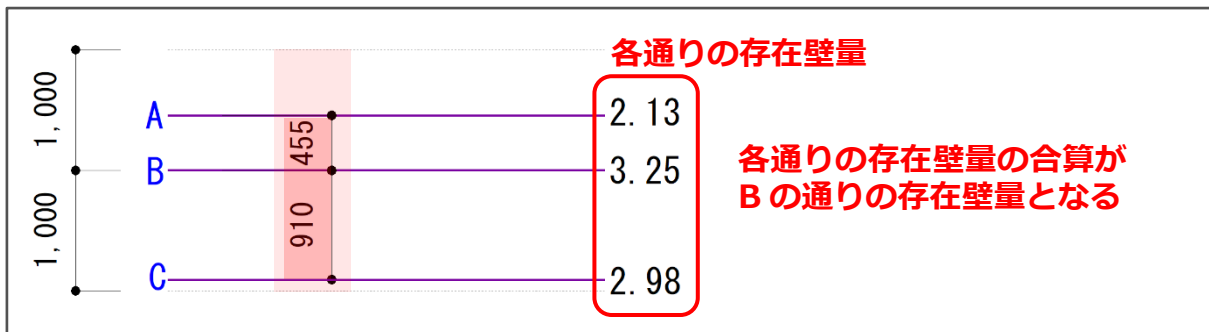 各通りの存在壁量
1,000
1,000
A
B
C
455
910
2.13
3.25
2.98
各通りの存在壁量の合算が
Bの通りの存在壁量となる